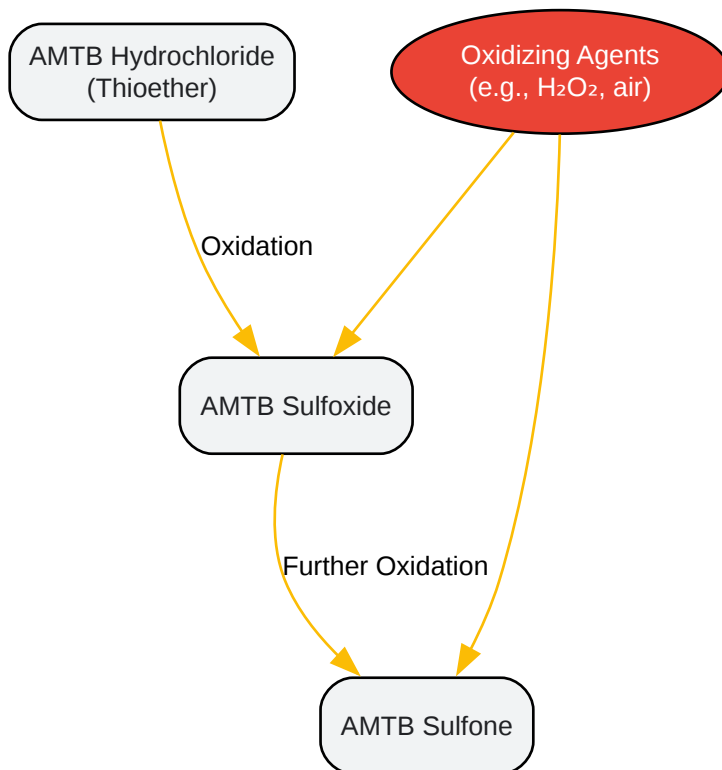 AMTB Hydrochloride
(Thioether)
Oxidizing Agents
(e.g., H₂O₂, air)
Oxidation
AMTB Sulfoxide
Further Oxidation
AMTB Sulfone